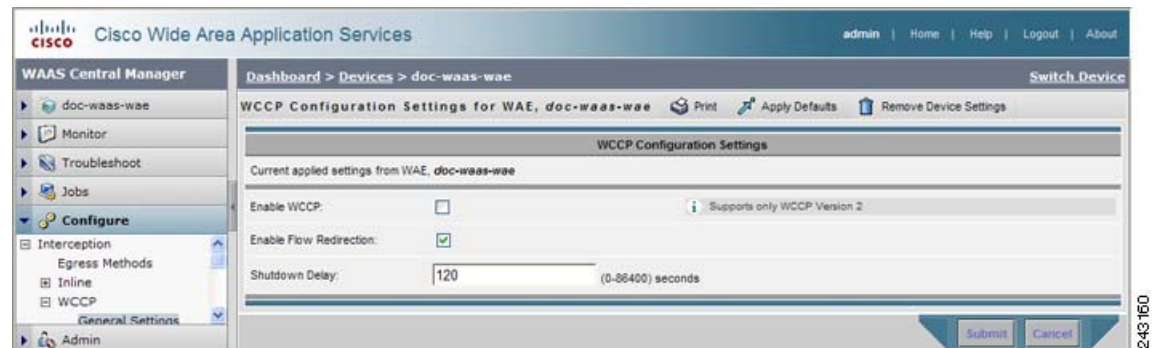 CISCO Cisco Wide Area Application Services admin | Home | Help | Logout | About
WAAS Central Manager
Dashboard > Devices > doc-waas-wae Switch Device
doc-waas-wae
Monitor
Troubleshoot
Jobs
Configure
Interception
Egress Methods
Inline
WCCP
General Settings
Admin
WCCP Configuration Settings for WAE, doc-waas-wae Print Apply Defaults Remove Device Settings
WCCP Configuration Settings
Current applied settings from WAE, doc-waas-wae
Enable WCCP: i Supports only WCCP Version 2
Enable Flow Redirection:
Shutdown Delay: 120 (0-86400) seconds
Submit Cancel
243160